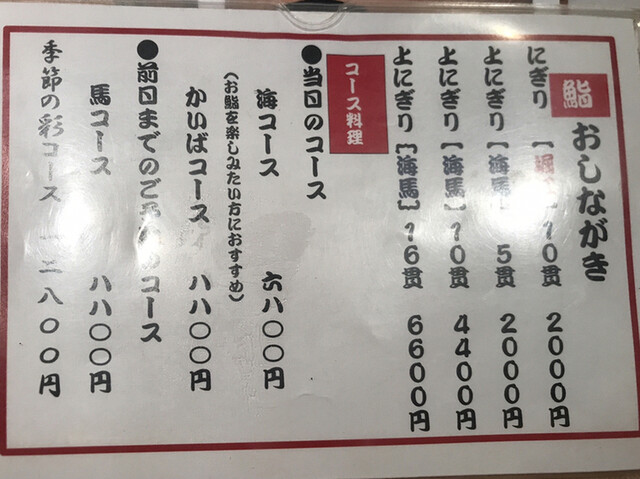 おしながき
鮨
にぎり 【 】10貫 2000円
上にぎり【海馬】5貫 2000円
上にぎり【海馬】10貫 4400円
上にぎり【海馬】16貫 6600円
コース料理
●当日のコース
海コース 六八〇〇円
(お鮨を楽しみたい方におすすめ)
かいばコース 八八〇〇円
●前日までのご のコース
馬コース 八八〇〇円
季節の彩コース 一三八〇〇円